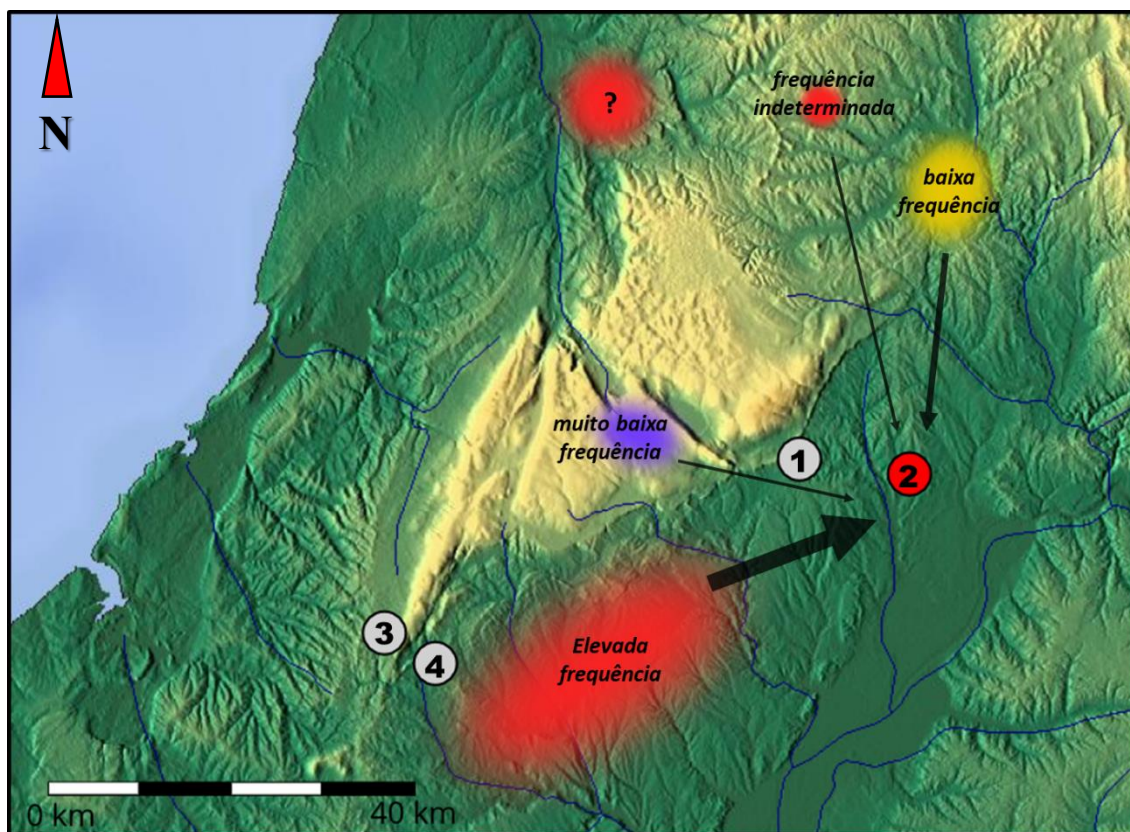 N
?
frequência
indeterminada
baixa
frequência
muito baixa
frequência
1
2
3
4
Elevada
frequência
0 km
40 km